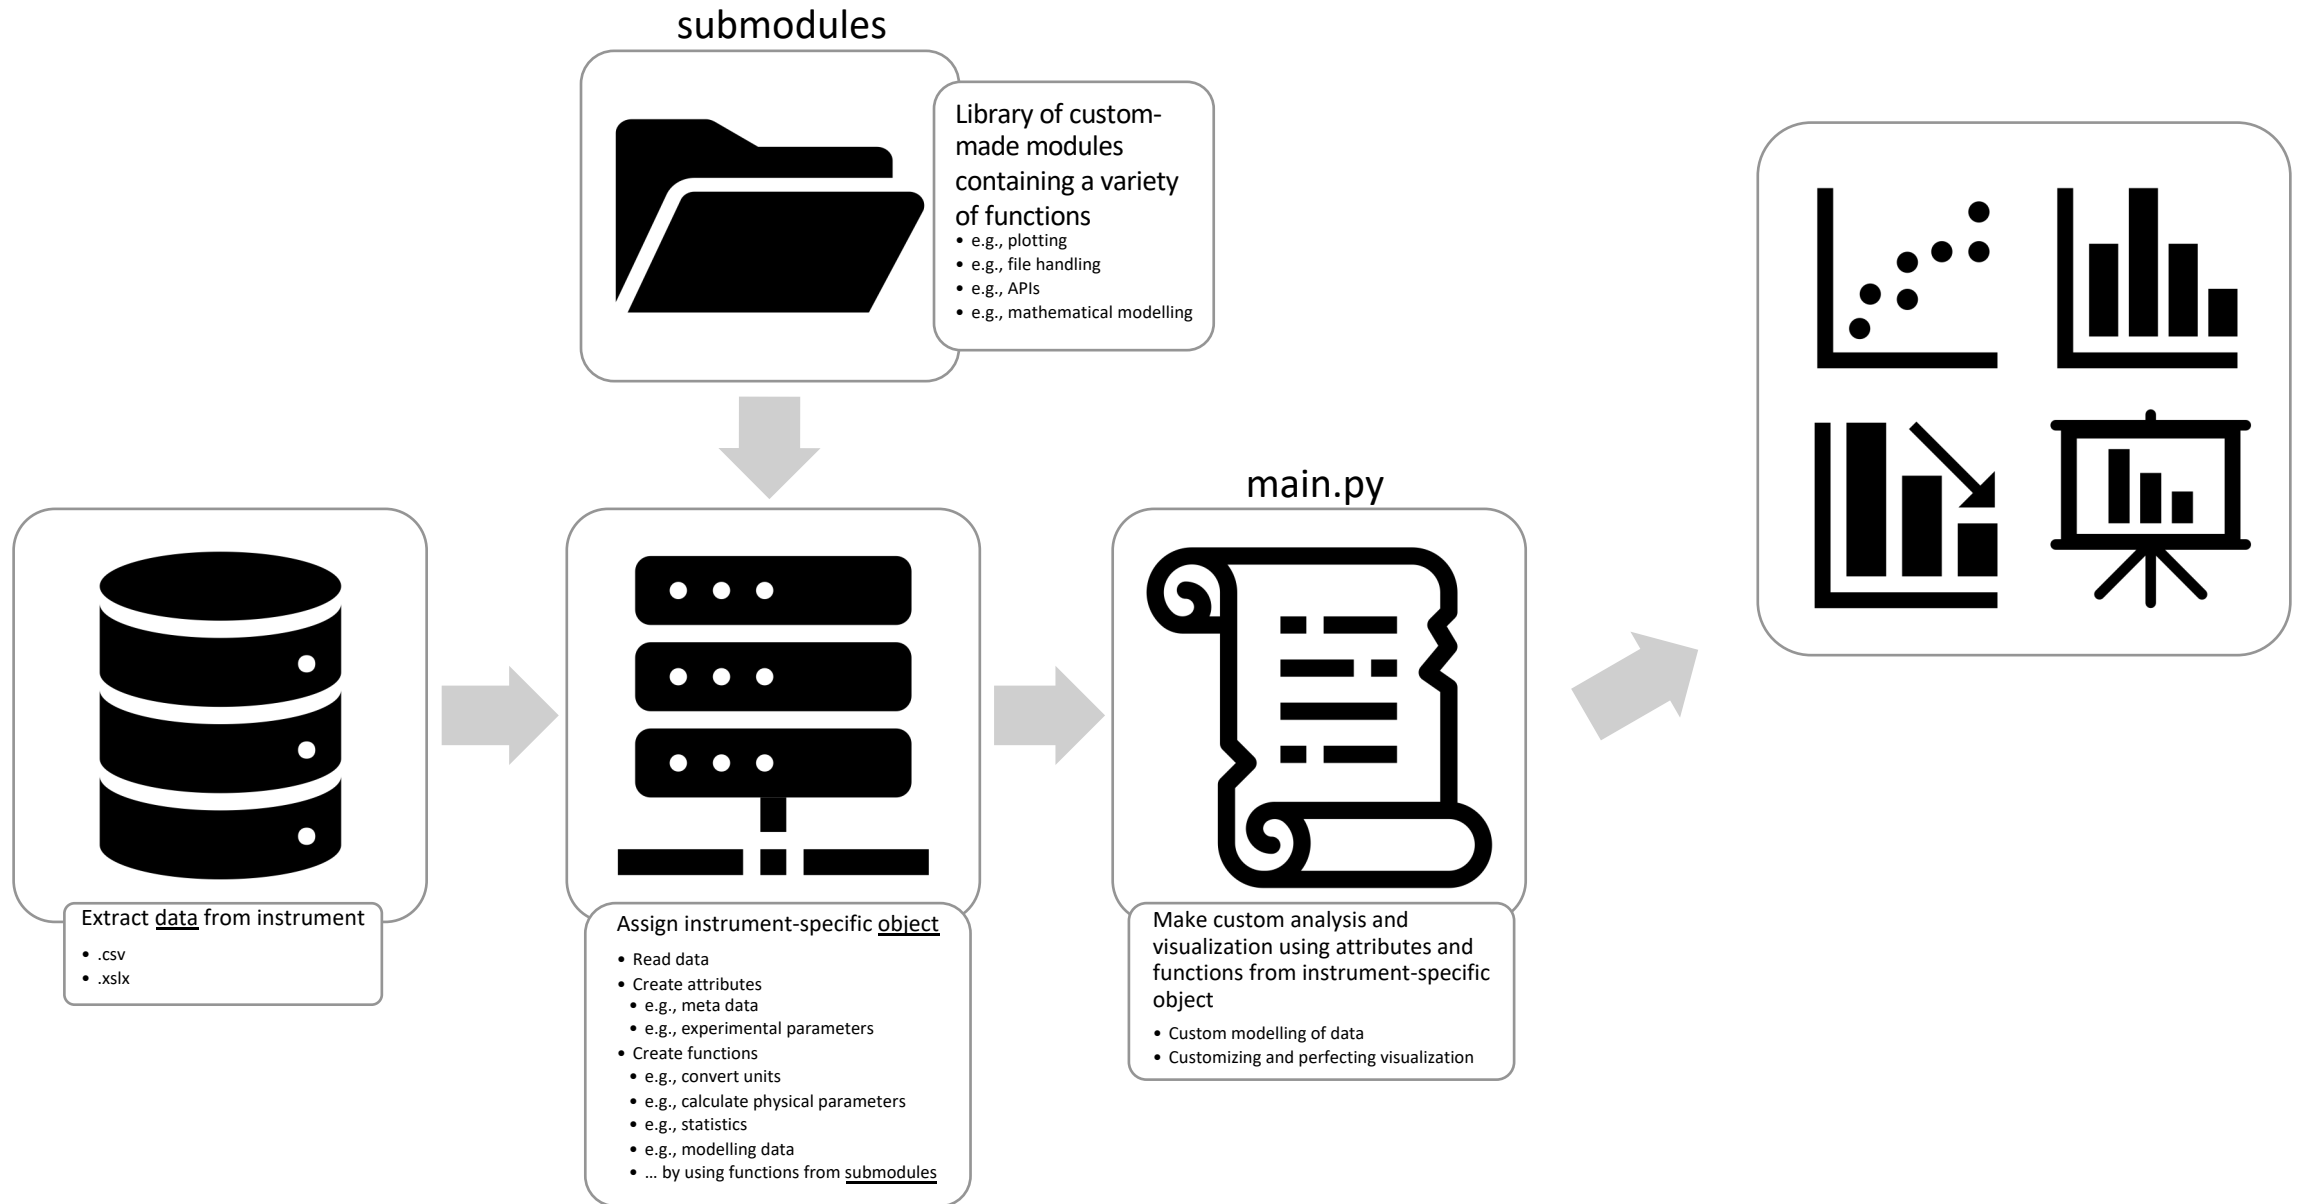 submodules
Library of custom-
made modules
containing a variety
of functions
• e.g., plotting
• e.g., file handling
• e.g., APIs
• e.g., mathematical modelling
main.py
Extract data from instrument
• .csv
• .xslx
Assign instrument-specific object
• Read data
• Create attributes
• e.g., meta data
• e.g., experimental parameters
• Create functions
• e.g., convert units
• e.g., calculate physical parameters
• e.g., statistics
• e.g., modelling data
• ... by using functions from submodules
Make custom analysis and
visualization using attributes and
functions from instrument-specific
object
• Custom modelling of data
• Customizing and perfecting visualization